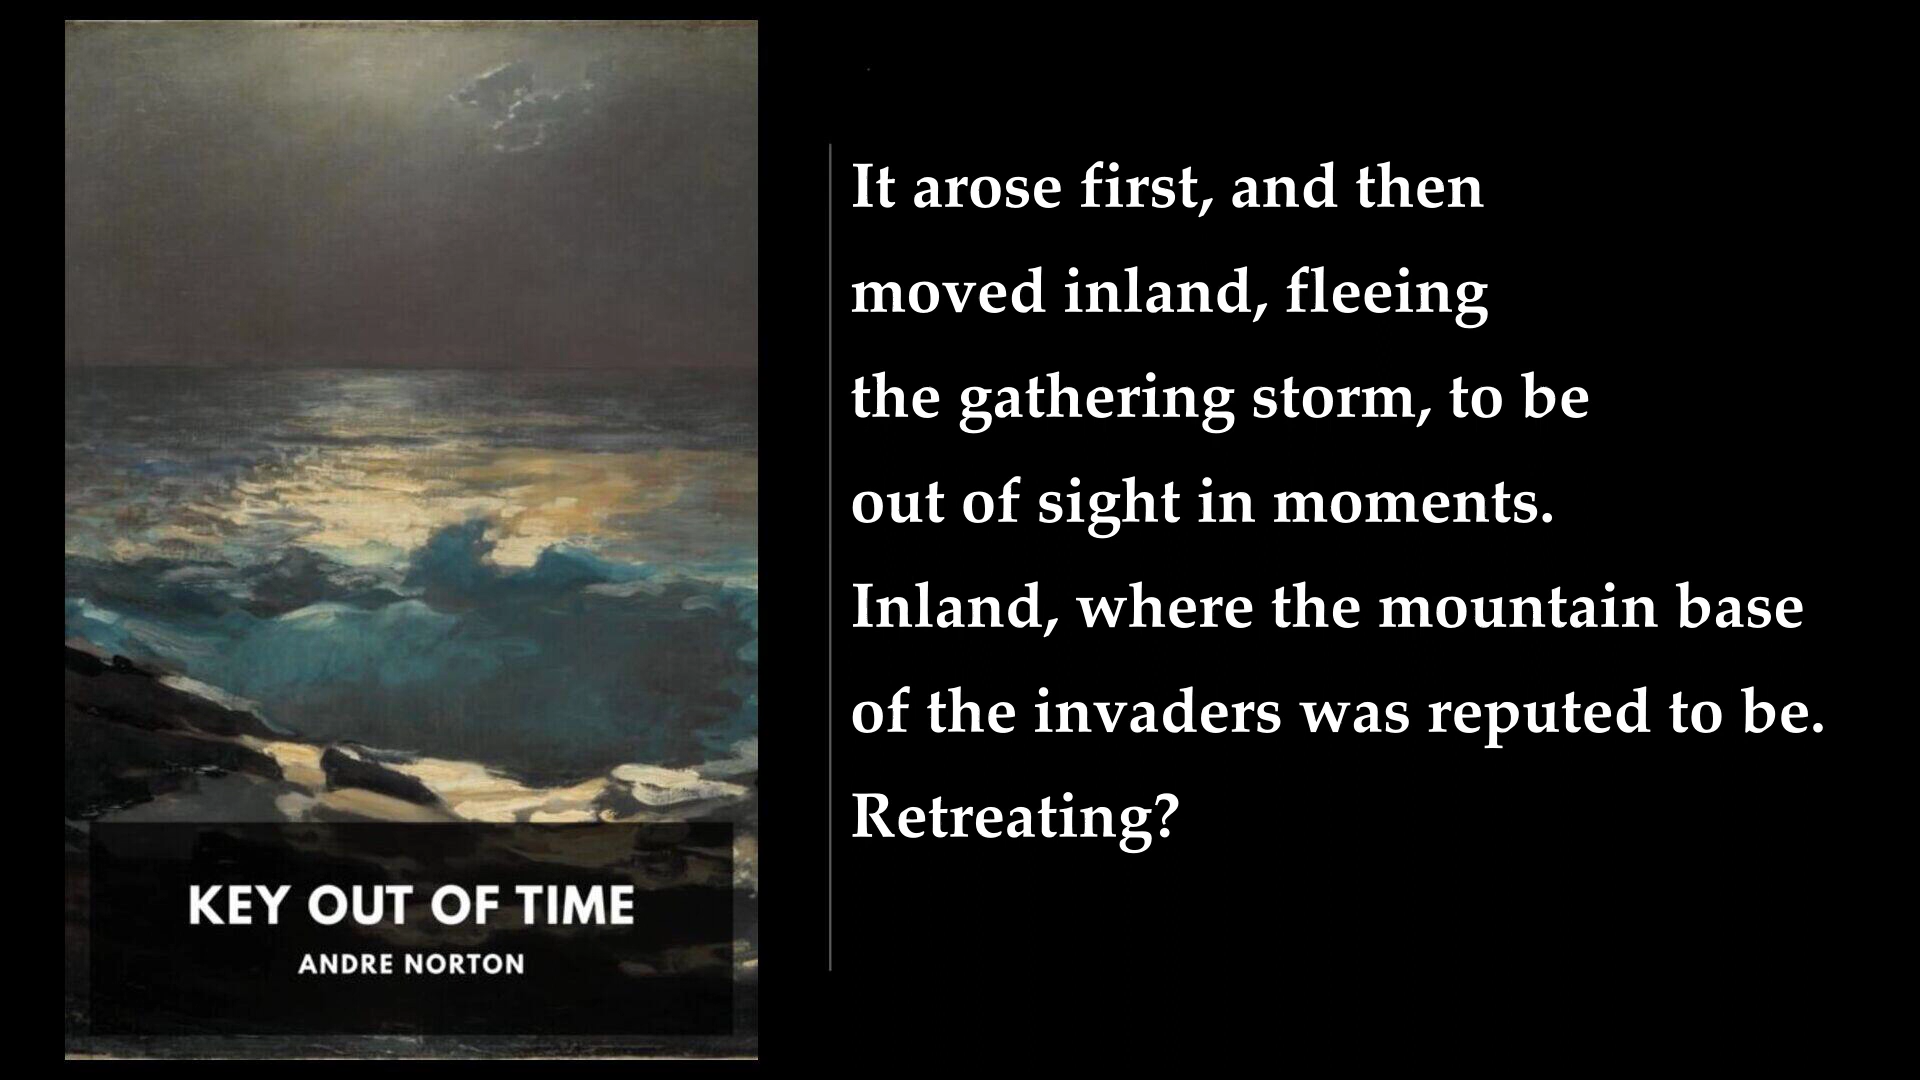 KEY OUT OF TIME
ANDRE NORTON
It arose first, and then
moved inland, fleeing
the gathering storm, to be
out of sight in moments.
Inland, where the mountain base
of the invaders was reputed to be.
Retreating?